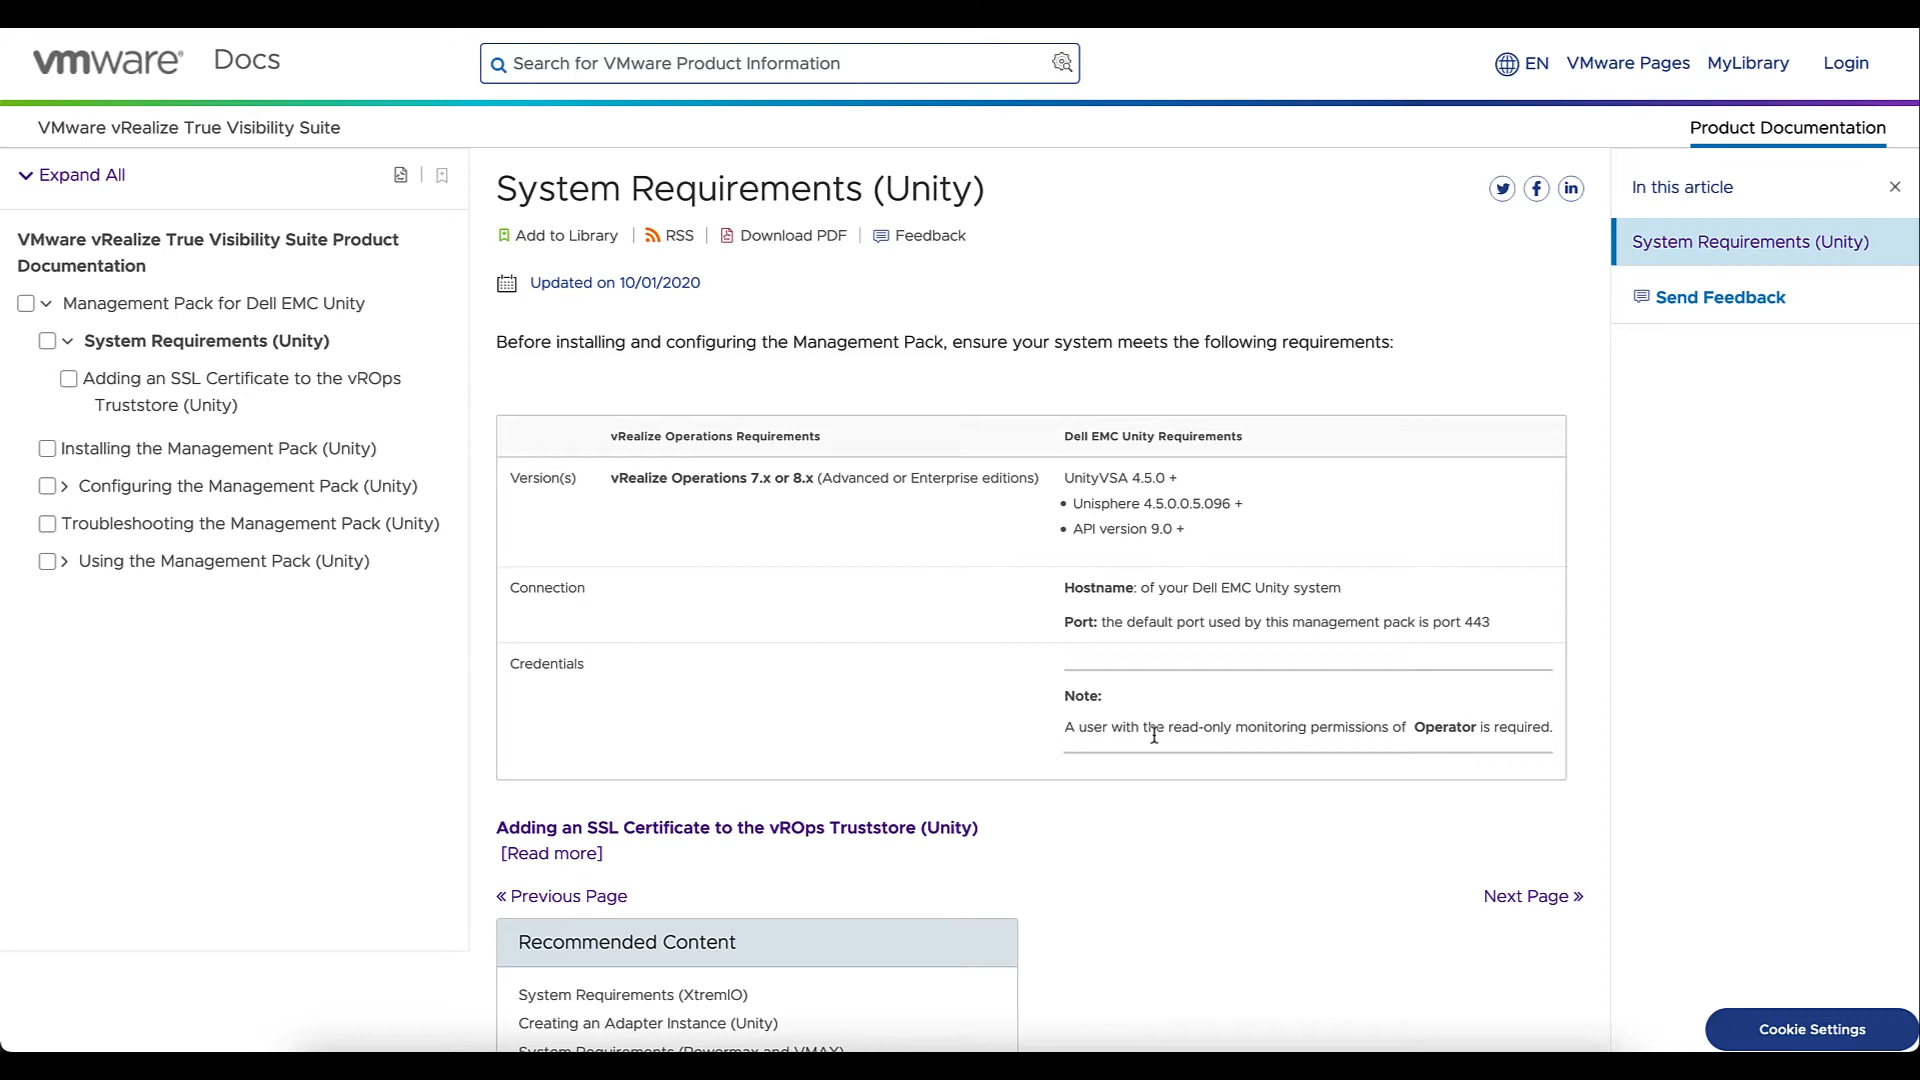 vmware® Docs
Search for VMware Product Information
EN VMware Pages MyLibrary Login
VMware vRealize True Visibility Suite
Product Documentation
Expand All
VMware vRealize True Visibility Suite Product
Documentation
Management Pack for Dell EMC Unity
System Requirements (Unity)
Adding an SSL Certificate to the vROps
Truststore (Unity)
Installing the Management Pack (Unity)
Configuring the Management Pack (Unity)
Troubleshooting the Management Pack (Unity)
Using the Management Pack (Unity)
System Requirements (Unity)
Add to Library | RSS | Download PDF | Feedback
Updated on 10/01/2020
Before installing and configuring the Management Pack, ensure your system meets the following requirements:
vRealize Operations Requirements Dell EMC Unity Requirements
Version(s) vRealize Operations 7.x or 8.x (Advanced or Enterprise editions) UnityVSA 4.5.0 +
• Unisphere 4.5.0.0.5.096 +
• API version 9.0 +
Connection Hostname: of your Dell EMC Unity system
Port: the default port used by this management pack is port 443
Credentials
Note:
A user with the read-only monitoring permissions of Operator is required.
Adding an SSL Certificate to the vROps Truststore (Unity)
[Read more]
« Previous Page
Next Page »
Recommended Content
System Requirements (XtremIO)
Creating an Adapter Instance (Unity)
System Requirements (Powermax and VMAX)
In this article
System Requirements (Unity)
Send Feedback
Cookie Settings